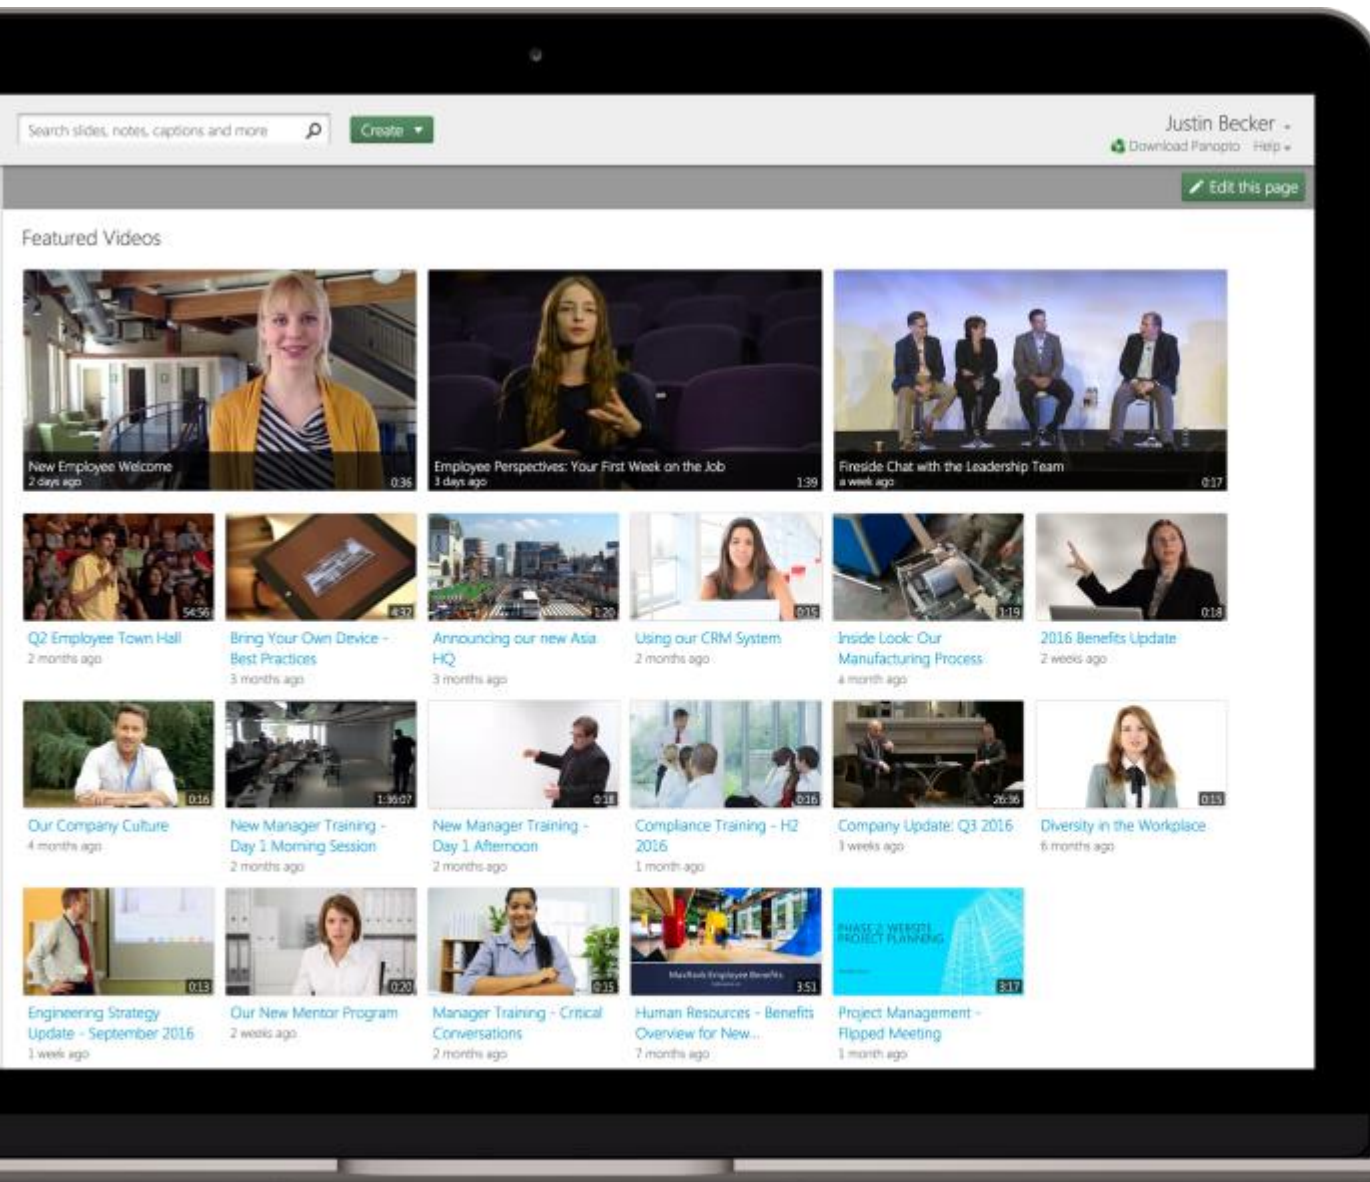 Search slides, notes, captions and more
Create
Justin Becker
Download Panopto Help
Edit this page
Featured Videos
New Employee Welcome
2 days ago
0:36
Employee Perspectives: Your First Week on the Job
3 days ago
1:39
Fireside Chat with the Leadership Team
a week ago
0:17
54:56
4:32
1:20
0:15
1:19
0:18
Q2 Employee Town Hall
2 months ago
Bring Your Own Device -
Best Practices
3 months ago
Announcing our new Asia
HQ
3 months ago
Using our CRM System
2 months ago
Inside Look: Our
Manufacturing Process
a month ago
2016 Benefits Update
2 weeks ago
0:16
1:36:07
0:18
0:16
26:36
0:15
Our Company Culture
4 months ago
New Manager Training -
Day 1 Morning Session
2 months ago
New Manager Training -
Day 1 Afternoon
2 months ago
Compliance Training - H2
2016
1 month ago
Company Update: Q3 2016
3 weeks ago
Diversity in the Workplace
6 months ago
0:13
0:20
0:15
MaxRank Employee Benefits
3:51
PHASE 2 WEBSITE
PROJECT PLANNING
3:17
Engineering Strategy
Update - September 2016
1 week ago
Our New Mentor Program
2 weeks ago
Manager Training - Critical
Conversations
2 months ago
Human Resources - Benefits
Overview for New...
7 months ago
Project Management -
Flipped Meeting
1 month ago